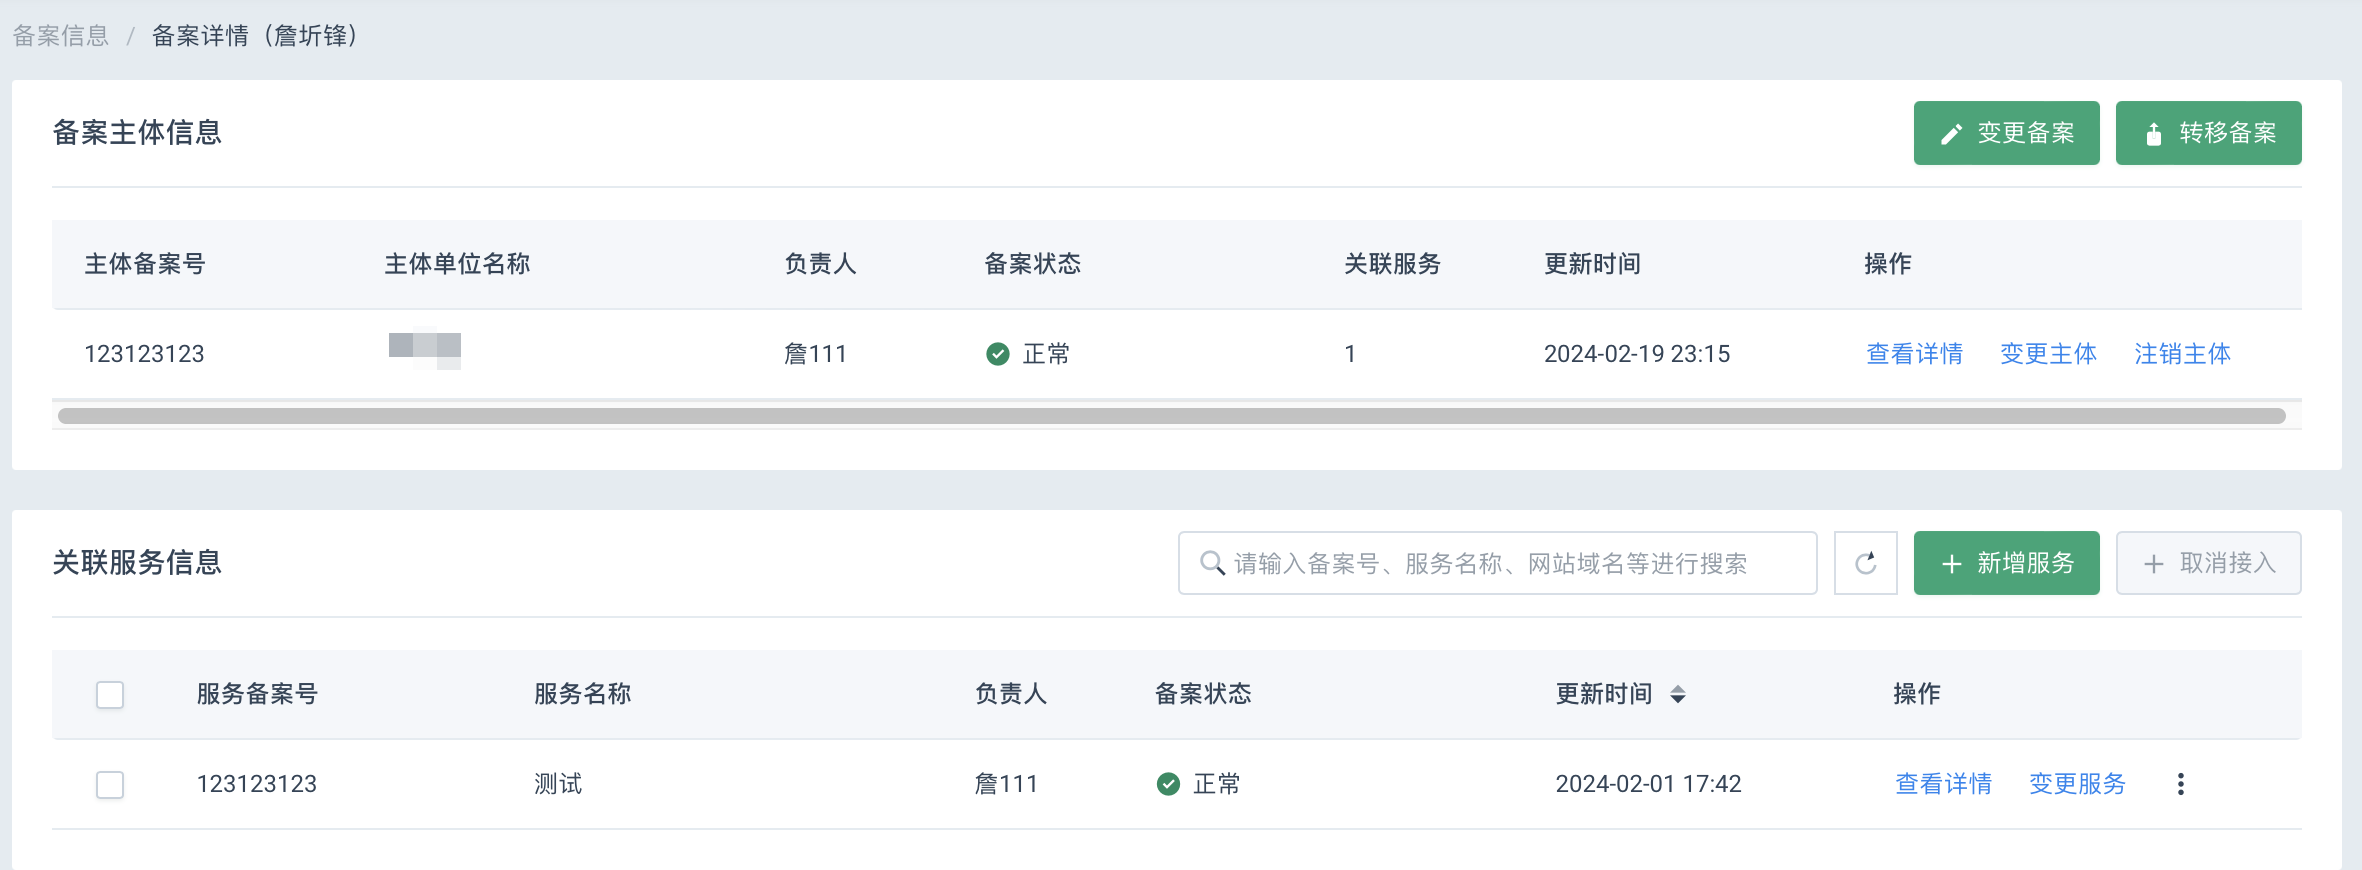 备案信息 / 备案详情（詹圻锋）
备案主体信息
变更备案
转移备案
主体备案号 主体单位名称 负责人 备案状态 关联服务 更新时间 操作
123123123 詹111 正常 1 2024-02-19 23:15 查看详情 变更主体 注销主体
关联服务信息
请输入备案号、服务名称、网站域名等进行搜索
新增服务
取消接入
服务备案号 服务名称 负责人 备案状态 更新时间 操作
123123123 测试 詹111 正常 2024-02-01 17:42 查看详情 变更服务